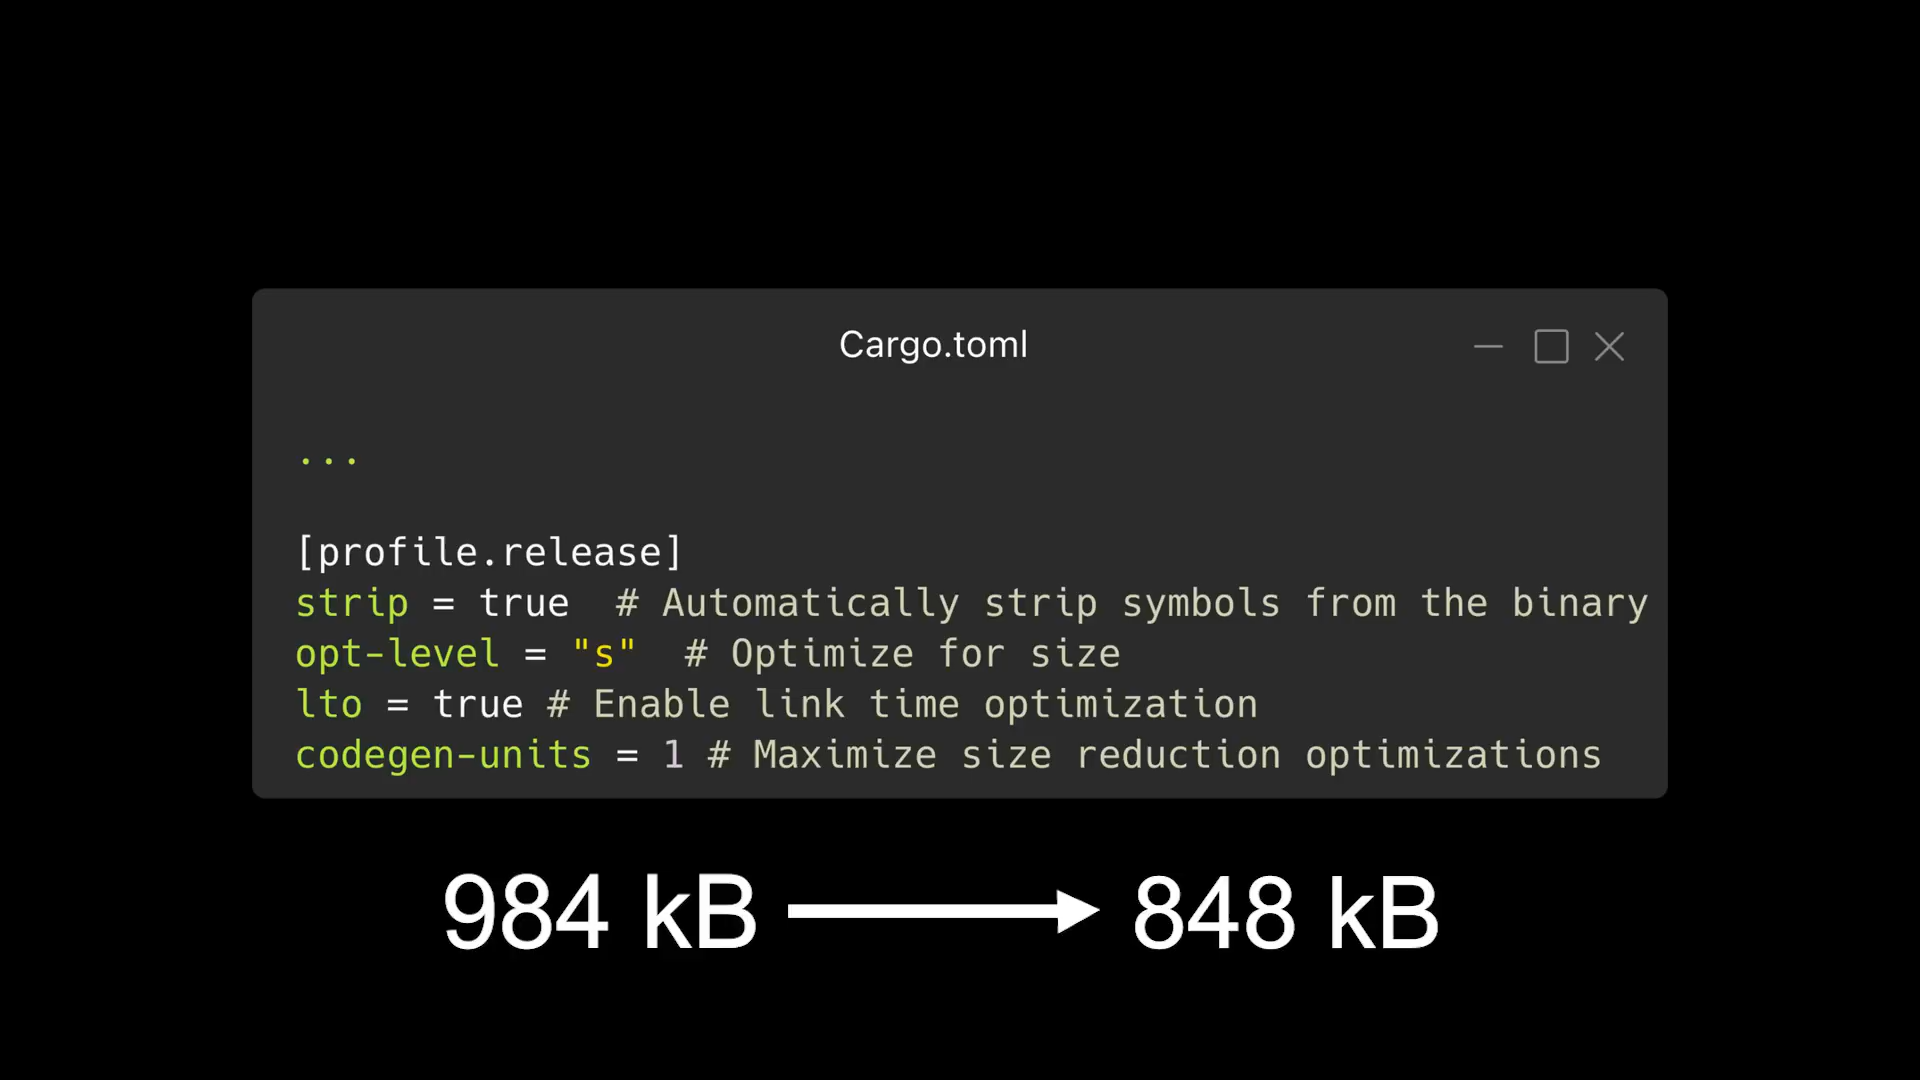 Cargo.toml
...
[profile.release]
strip = true  # Automatically strip symbols from the binary
opt-level = "s"  # Optimize for size
lto = true # Enable link time optimization
codegen-units = 1 # Maximize size reduction optimizations
984 kB 848 kB